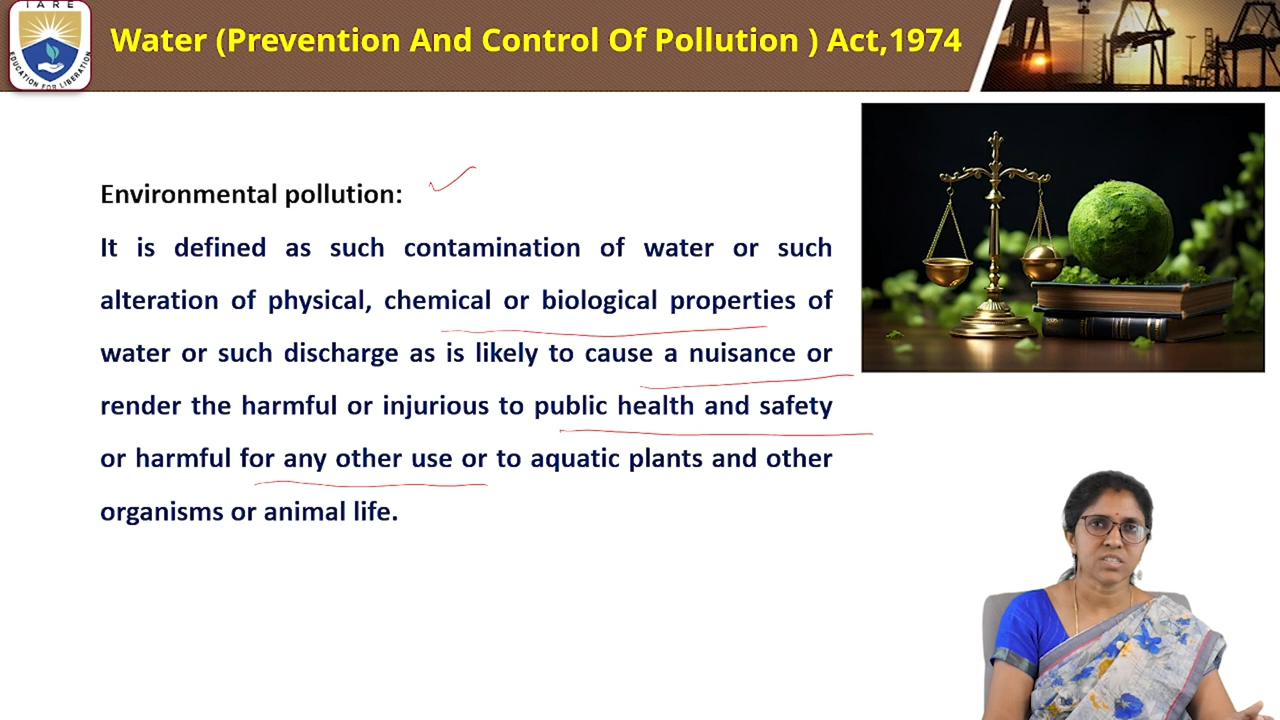 IARE
EDUCATION FOR LIBERATION
Water (Prevention And Control Of Pollution ) Act,1974
Environmental pollution:
It is defined as such contamination of water or such
alteration of physical, chemical or biological properties of
water or such discharge as is likely to cause a nuisance or
render the harmful or injurious to public health and safety
or harmful for any other use or to aquatic plants and other
organisms or animal life.